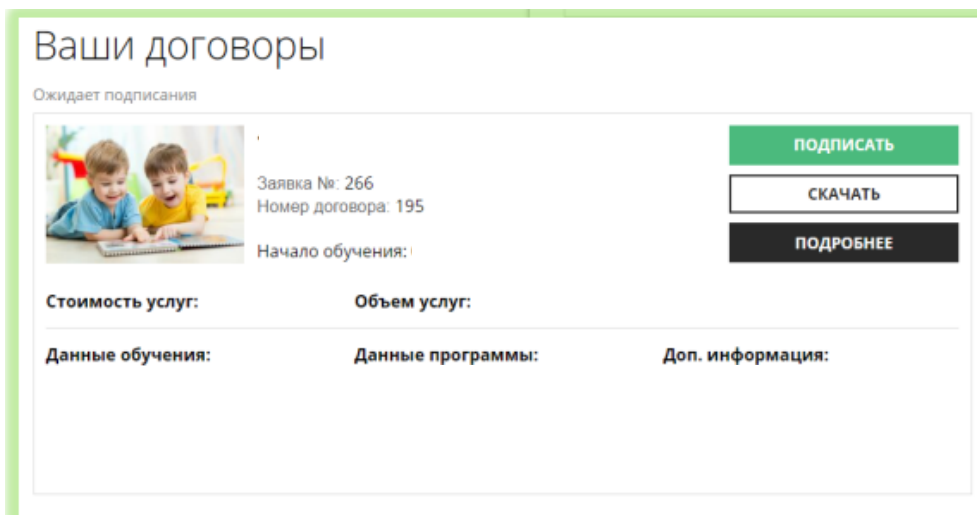 Ваши договоры
Ожидает подписания
Заявка №: 266
Номер договора: 195
Начало обучения:
ПОДПИСАТЬ
СКАЧАТЬ
ПОДРОБНЕЕ
Стоимость услуг: Объем услуг:
Данные обучения: Данные программы: Доп. информация: